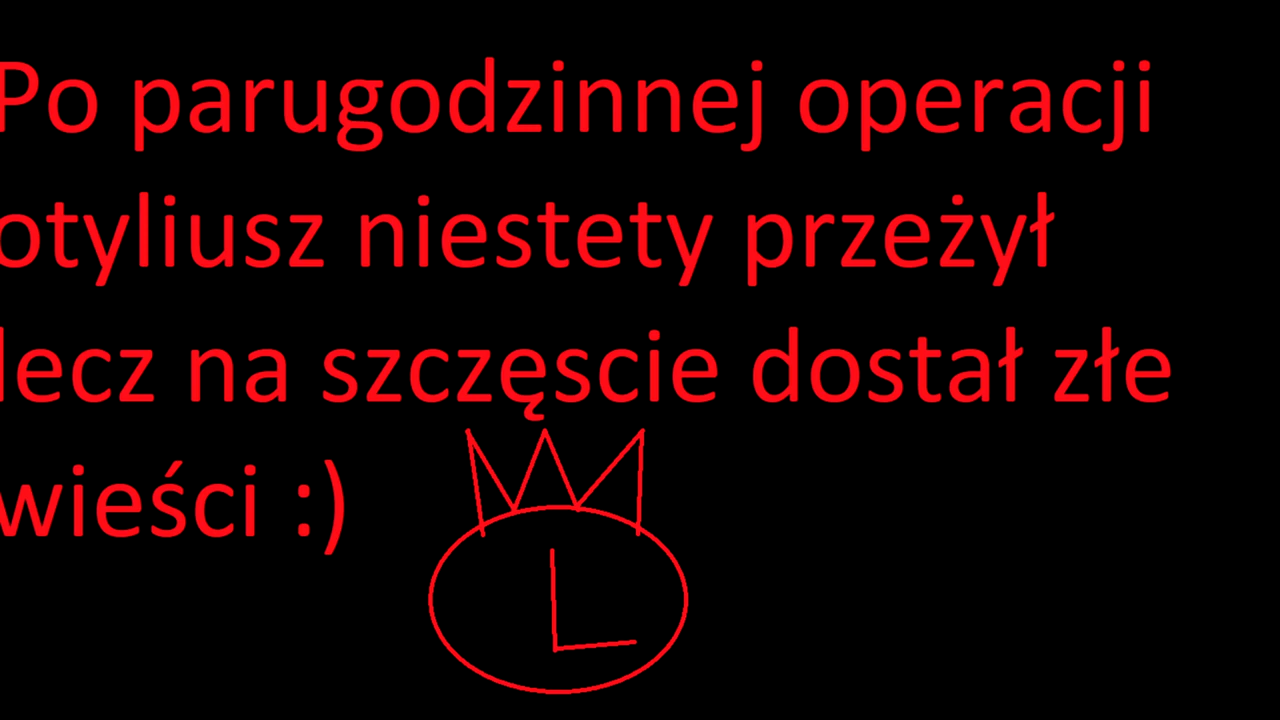 Po parugodzinnej operacji
otyliusz niestety przeżył
lecz na szczęscie dostał złe
wieści :)
L